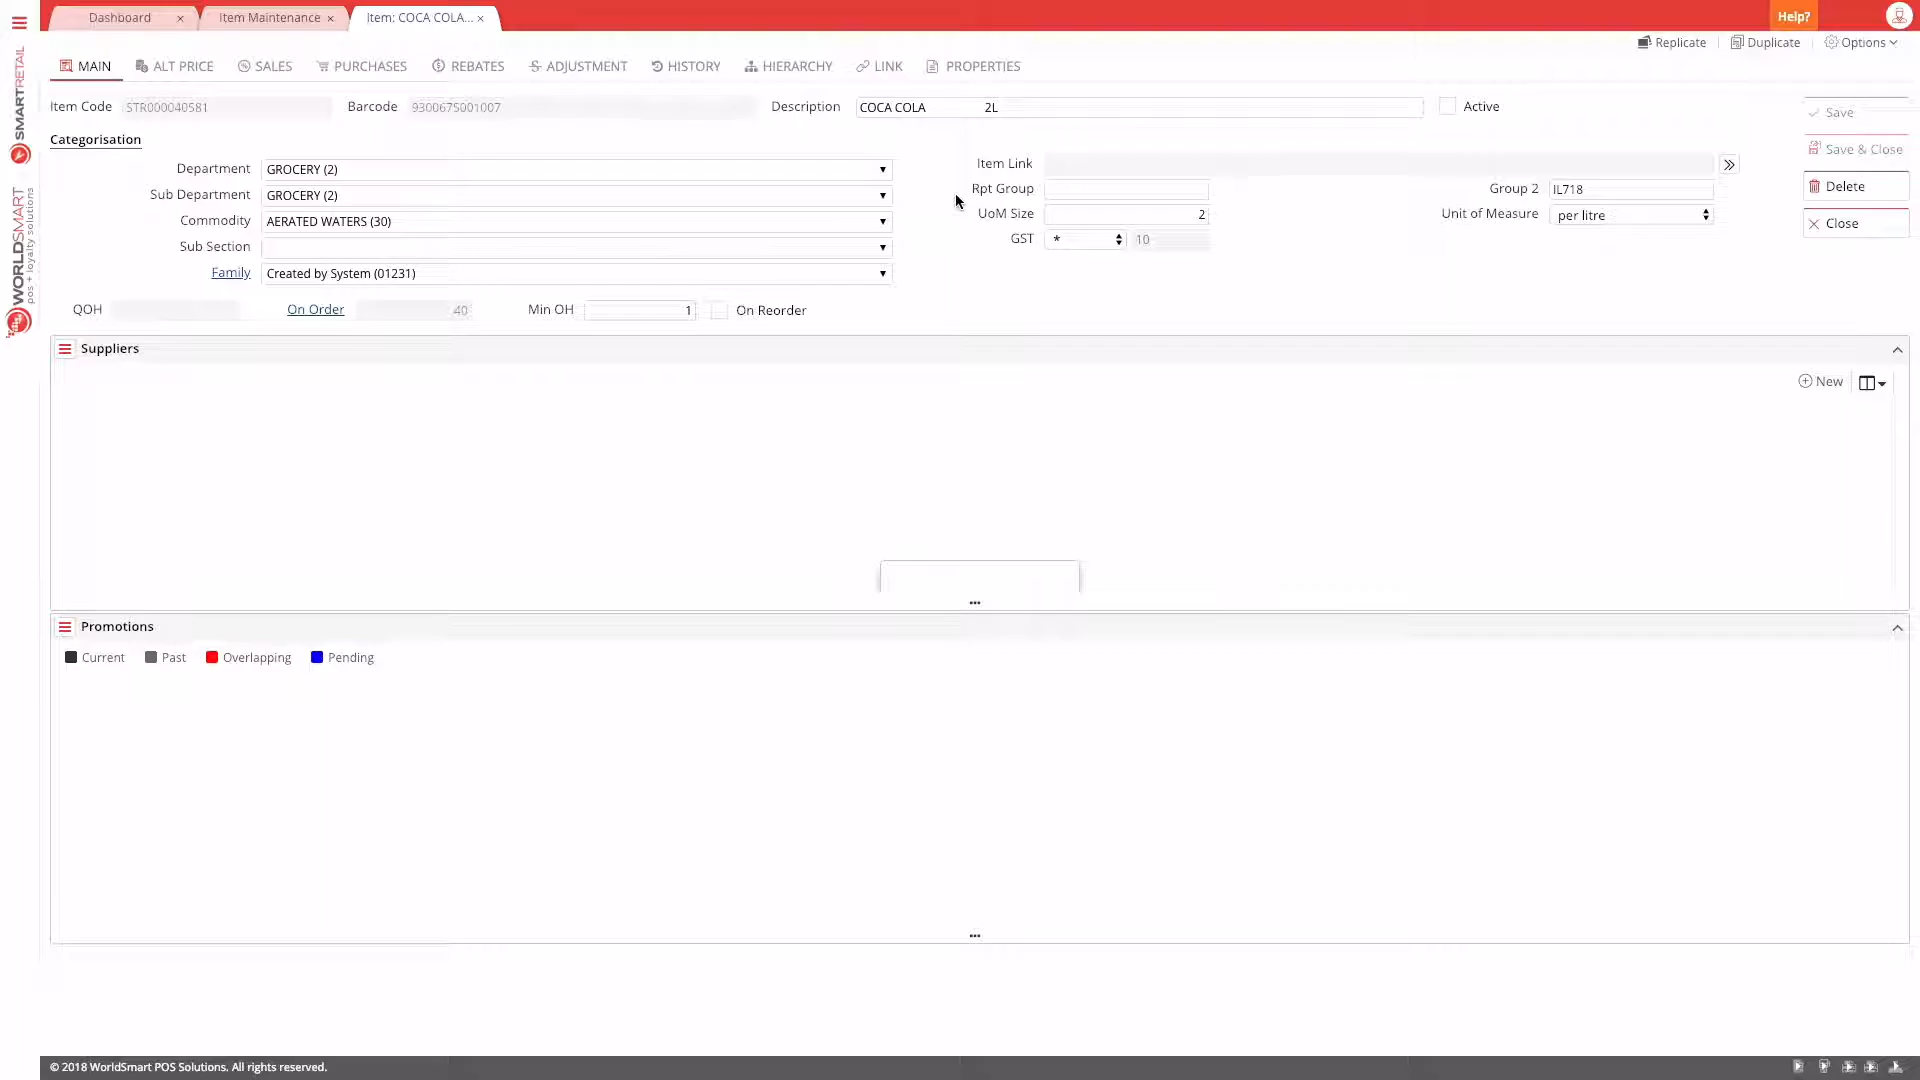 Dashboard × Item Maintenance × Item: COCA COLA... × Help?
Replicate Duplicate Options
MAIN ALT PRICE SALES PURCHASES REBATES ADJUSTMENT HISTORY HIERARCHY LINK PROPERTIES
Item Code STR000040581 Barcode 9300675001007 Description COCA COLA 2L Active
Save
Categorisation
Save & Close
Department GROCERY (2) Item Link
Sub Department GROCERY (2) Rpt Group Group 2 IL718 Delete
Commodity AERATED WATERS (30) UoM Size 2 Unit of Measure per litre Close
Sub Section GST * 10
Family Created by System (01231)
QOH On Order 40 Min OH 1 On Reorder
Suppliers
New
Promotions
Current Past Overlapping Pending
© 2018 WorldSmart POS Solutions. All rights reserved.
SMARTRETAIL
WORLDSMART
pos + loyalty solutions